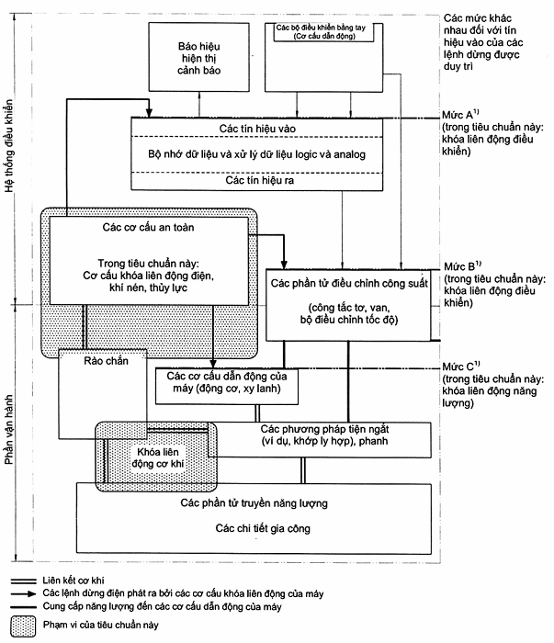 Các bộ điều khiển bằng tay
(Cơ cấu dẫn động)
Báo hiệu
hiện thị
cảnh báo
Các mức khác
nhau đối với tín
hiệu vào của các
lệnh dừng được
duy trì
Các tín hiệu vào
Bộ nhớ dữ liệu và xử lý dữ liệu logic và analog
Các tín hiệu ra
Mức A¹⁾
(trong tiêu chuẩn này:
khóa liên động điều
khiển)
Hệ thống điều khiển
Các cơ cấu an toàn
Trong tiêu chuẩn này:
Cơ cấu khóa liên động điện,
khí nén, thủy lực
Các phần tử điều chỉnh công suất
(công tắc tơ, van,
bộ điều chỉnh tốc độ)
Mức B¹⁾
(trong tiêu chuẩn này:
khóa liên động điều
khiển)
Rào chắn
Các cơ cấu dẫn động của
máy (động cơ, xy lanh)
Mức C¹⁾
(trong tiêu chuẩn này:
khóa liên động năng
lượng)
Phần vận hành
Các phương pháp tiện ngắt
(ví dụ, khớp ly hợp), phanh
Khóa liên
động cơ khí
Các phần tử truyền năng lượng
Các chi tiết gia công
Liên kết cơ khí
Các lệnh dừng điện phát ra bởi các cơ cấu khóa liên động của máy
Cung cấp năng lượng đến các cơ cấu dẫn động của máy
Phạm vi của tiêu chuẩn này